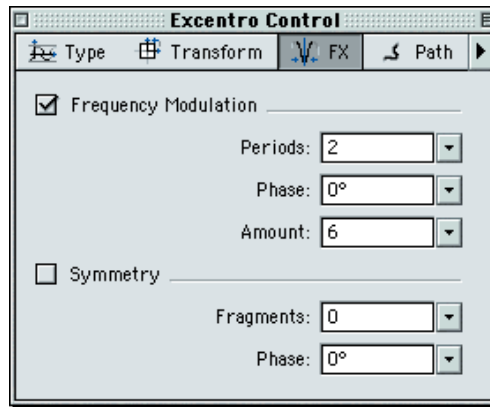 Excentro Control
Type Transform FX Path
Frequency Modulation
Periods: 2
Phase: 0°
Amount: 6
Symmetry
Fragments: 0
Phase: 0°